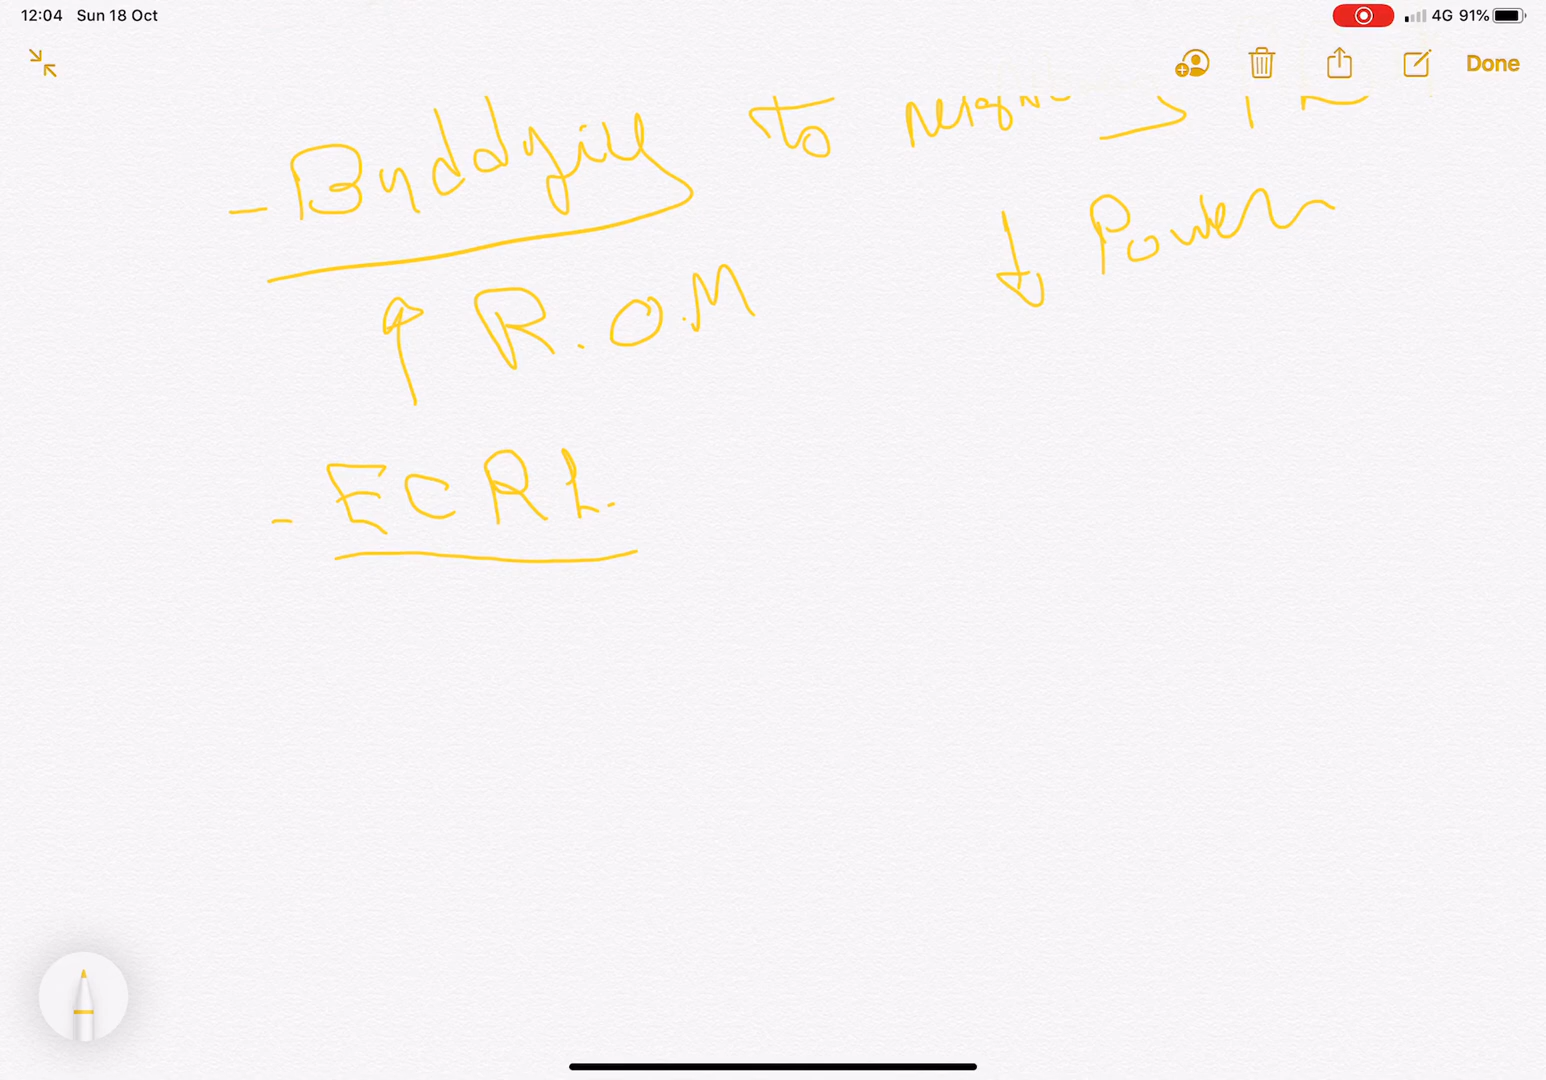 12:04 Sun 18 Oct
4G 91%
Done
- Buddying to
↓ Power
↑ R.O.M
- ECRL.